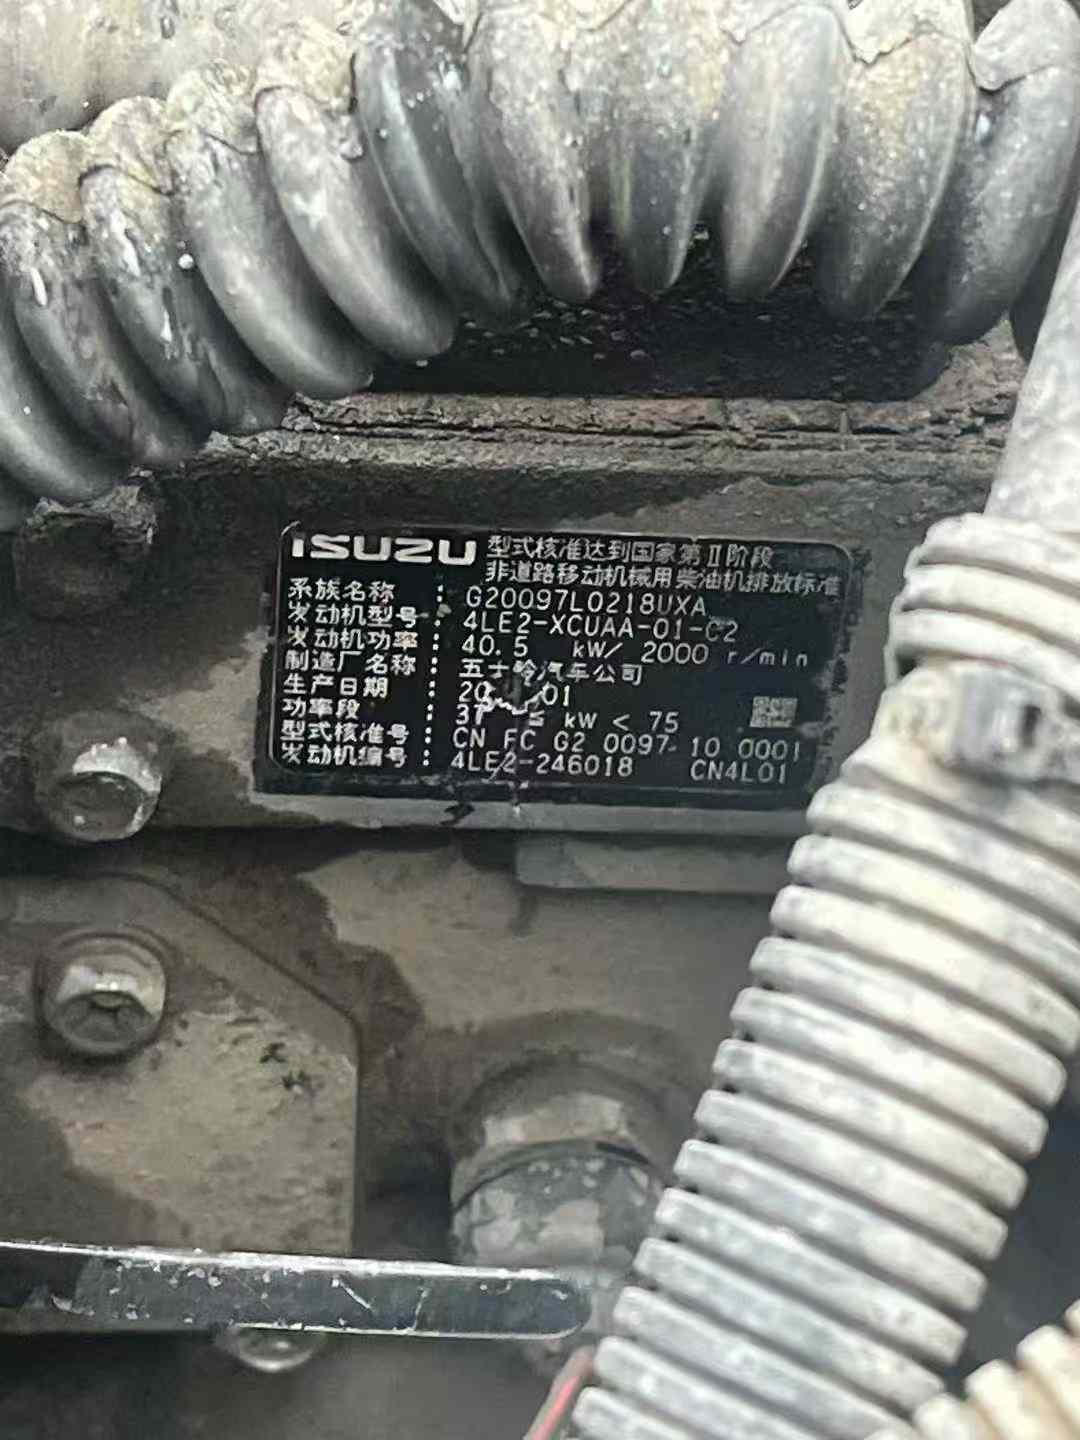 ISUZU 型式核准达到国家第Ⅱ阶段
非道路移动机械用柴油机排放标准
系族名称 : G20097L0218UXA
发动机型号 : 4LE2-XCUAA-01-C2
发动机功率 : 40.5 kW/ 2000 r/min
制造厂名称 : 五十铃汽车公司
生产日期 : 20 01
功率段 : 37 ≤ kW < 75
型式核准号 : CN FC G2 0097 10 0001
发动机编号 : 4LE2-246018 CN4L01